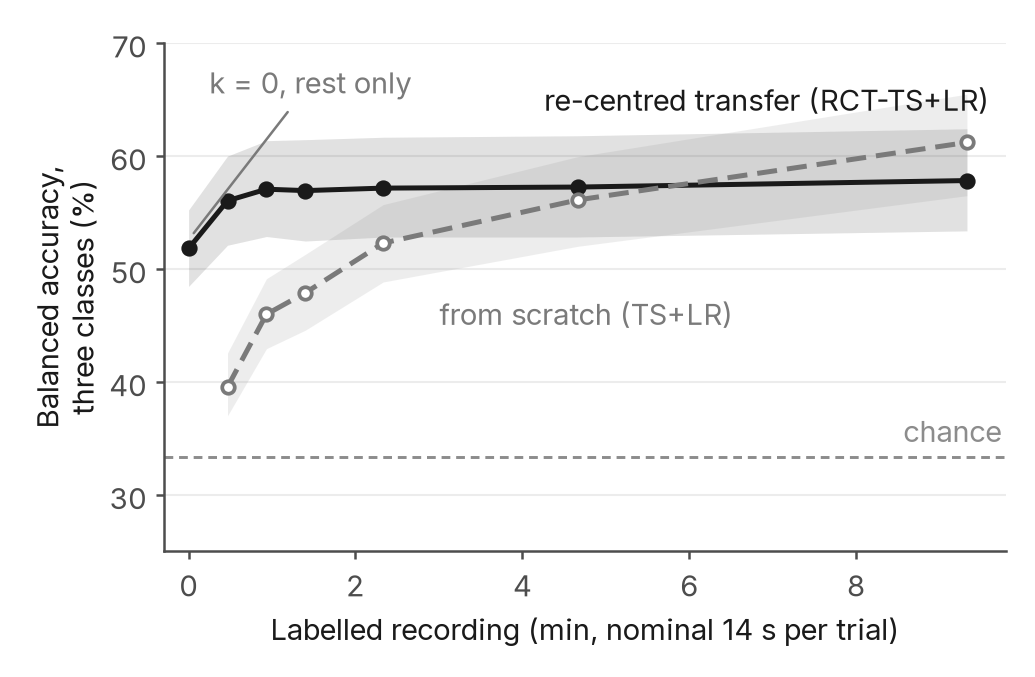 70
k = 0, rest only
re-centred transfer (RCT-TS+LR)
60
Balanced accuracy,
three classes (%)
50
from scratch (TS+LR)
40
chance
30
0 2 4 6 8
Labelled recording (min, nominal 14 s per trial)